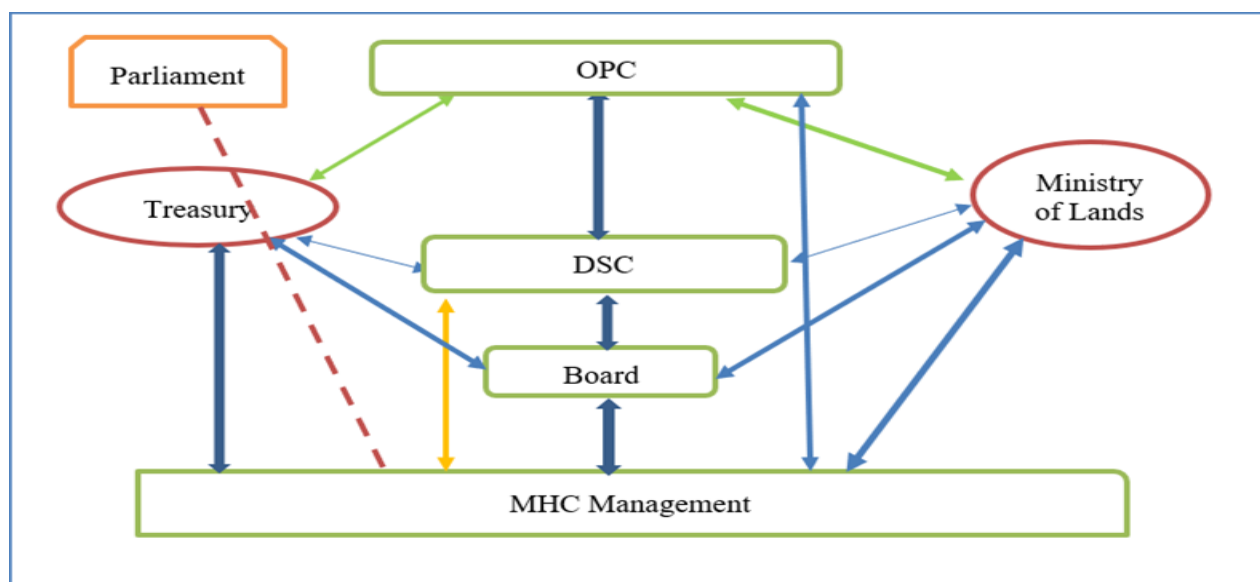 Parliament
OPC
Treasury
Ministry
of Lands
DSC
Board
MHC Management